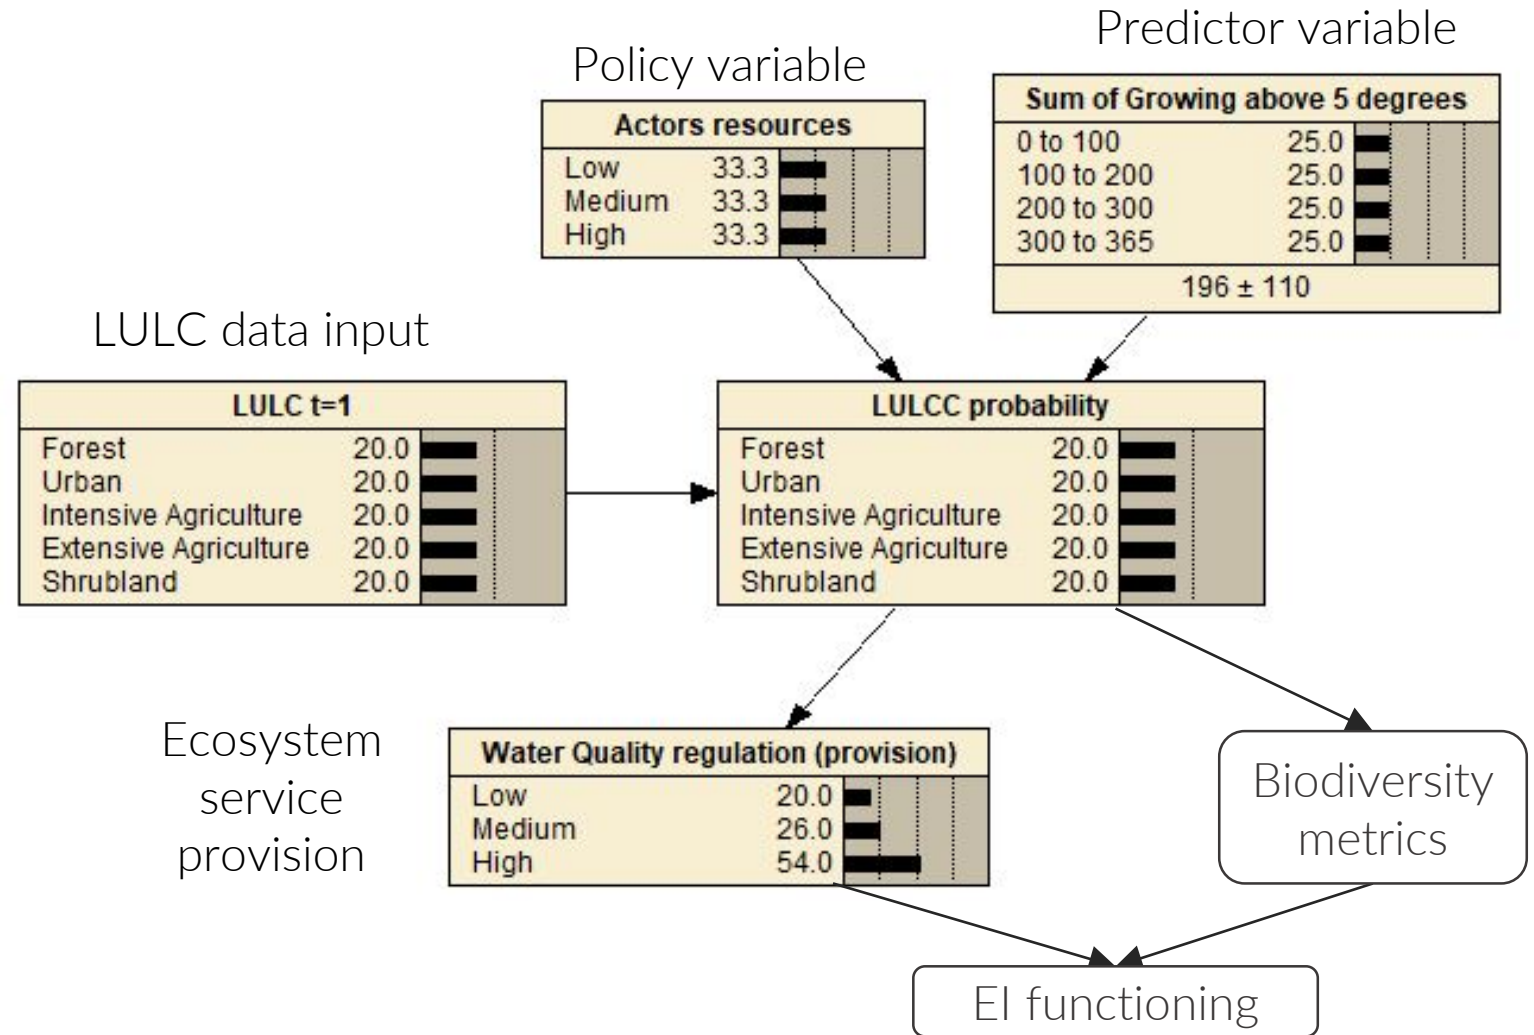 Predictor variable
Policy variable
Sum of Growing above 5 degrees
0 to 100 25.0
100 to 200 25.0
200 to 300 25.0
300 to 365 25.0
196 ± 110
Actors resources
Low 33.3
Medium 33.3
High 33.3
LULC data input
LULC t=1
Forest 20.0
Urban 20.0
Intensive Agriculture 20.0
Extensive Agriculture 20.0
Shrubland 20.0
LULCC probability
Forest 20.0
Urban 20.0
Intensive Agriculture 20.0
Extensive Agriculture 20.0
Shrubland 20.0
Ecosystem
service
provision
Water Quality regulation (provision)
Low 20.0
Medium 26.0
High 54.0
Biodiversity
metrics
EI functioning